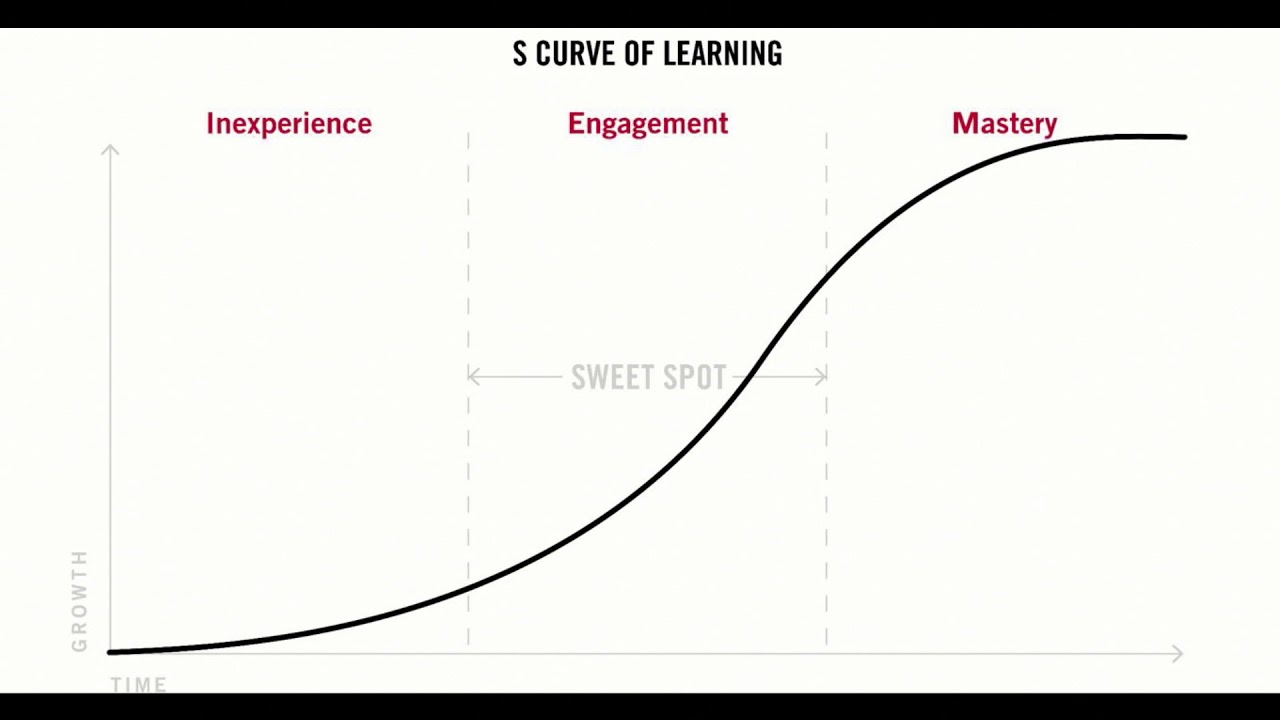 S CURVE OF LEARNING
Inexperience
Engagement
Mastery
SWEET SPOT
GROWTH
TIME